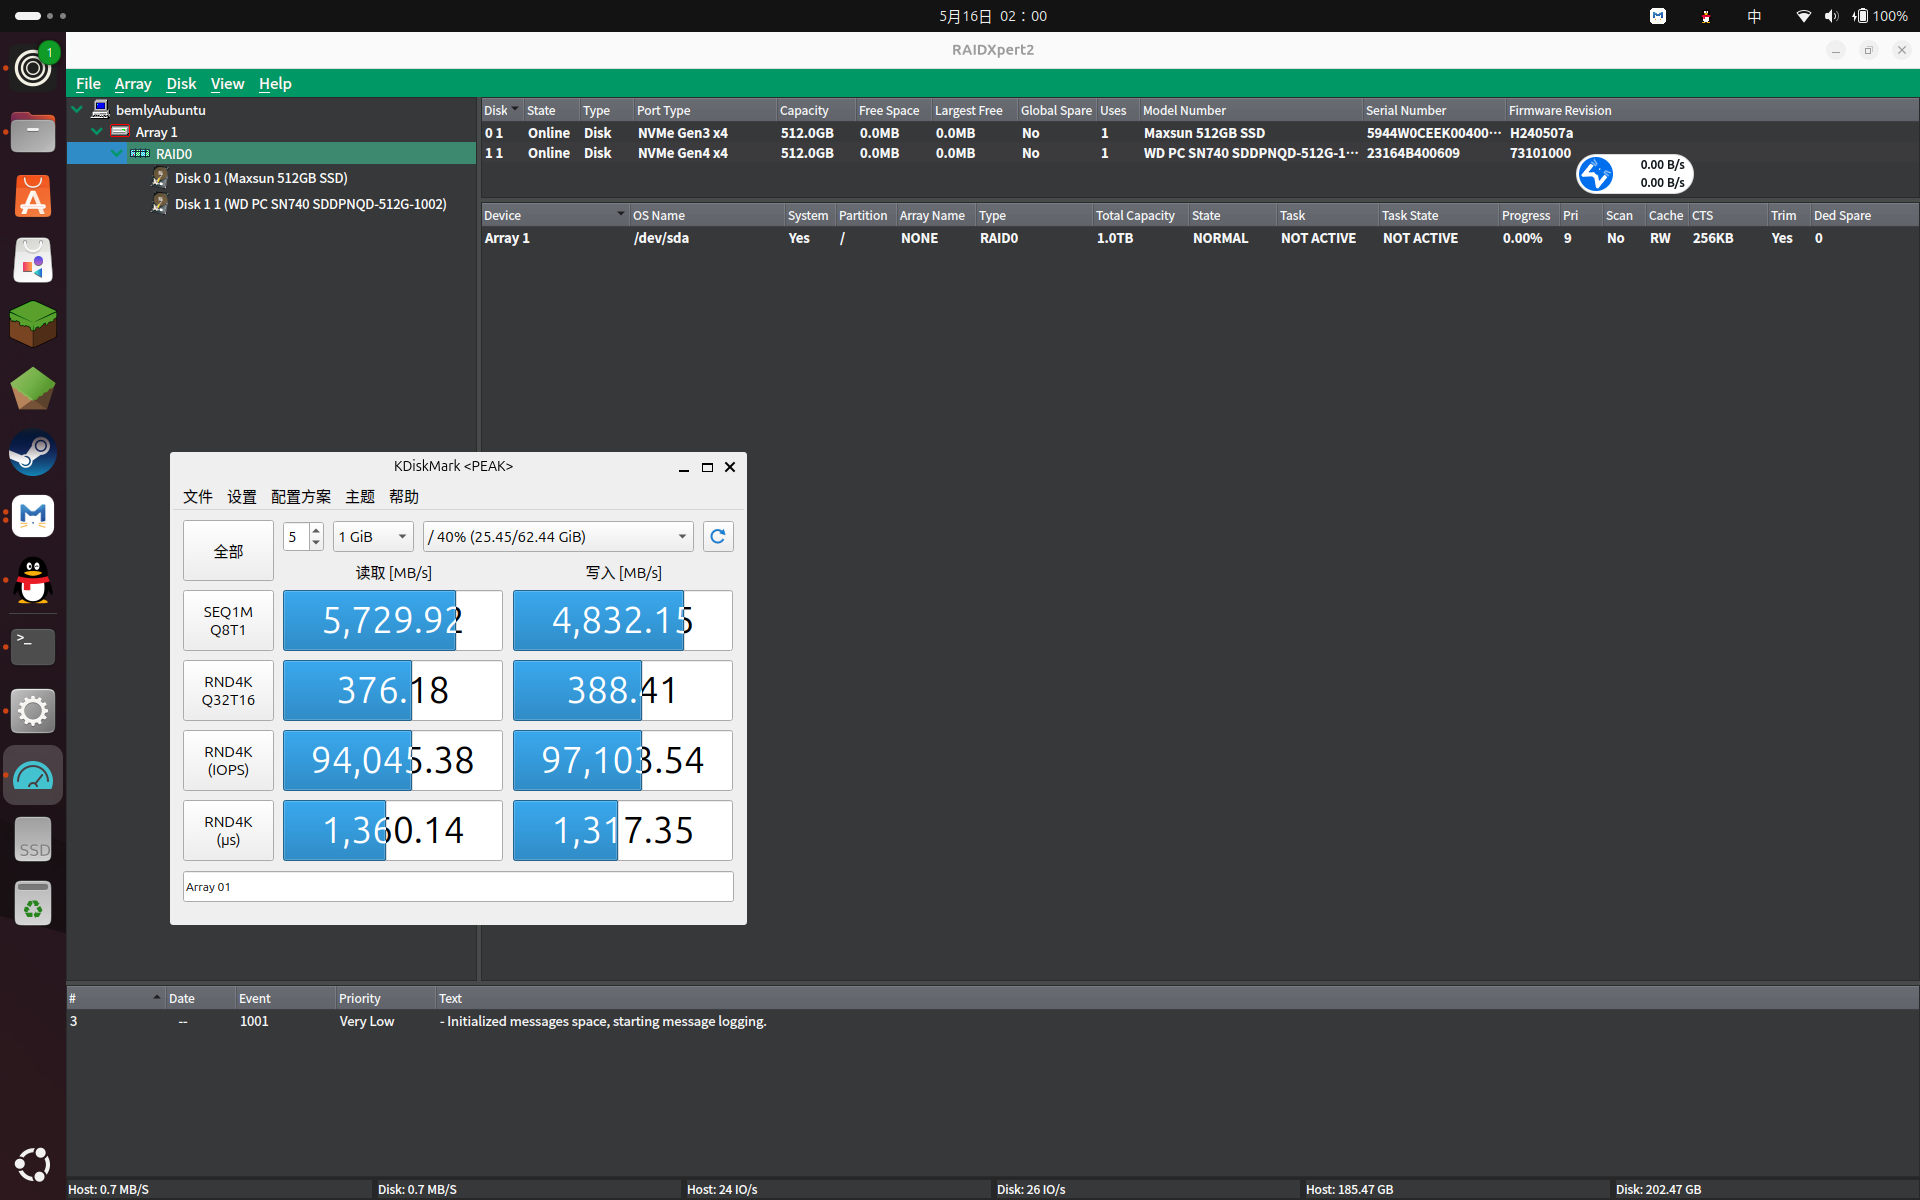 5月16日 02：00
中
100%
1
RAIDXpert2
File Array Disk View Help
bemlyAubuntu
Array 1
RAID0
Disk 0 1 (Maxsun 512GB SSD)
Disk 1 1 (WD PC SN740 SDDPNQD-512G-1002)
Disk State Type Port Type Capacity Free Space Largest Free Global Spare Uses Model Number Serial Number Firmware Revision
0 1 Online Disk NVMe Gen3 x4 512.0GB 0.0MB 0.0MB No 1 Maxsun 512GB SSD 5944W0CEEK00400··· H240507a
1 1 Online Disk NVMe Gen4 x4 512.0GB 0.0MB 0.0MB No 1 WD PC SN740 SDDPNQD-512G-1··· 23164B400609 73101000
0.00 B/s
0.00 B/s
Device OS Name System Partition Array Name Type Total Capacity State Task Task State Progress Pri Scan Cache CTS Trim Ded Spare
Array 1 /dev/sda Yes / NONE RAID0 1.0TB NORMAL NOT ACTIVE NOT ACTIVE 0.00% 9 No RW 256KB Yes 0
KDiskMark <PEAK>
文件 设置 配置方案 主题 帮助
全部 5 1 GiB / 40% (25.45/62.44 GiB)
读取 [MB/s] 写入 [MB/s]
SEQ1M
Q8T1
5,729.92 4,832.15
RND4K
Q32T16
376.18 388.41
RND4K
(IOPS)
94,045.38 97,103.54
RND4K
(µs)
1,360.14 1,317.35
Array 01
>_
SSD
# Date Event Priority Text
3 -- 1001 Very Low - Initialized messages space, starting message logging.
Host: 0.7 MB/S Disk: 0.7 MB/S Host: 24 IO/s Disk: 26 IO/s Host: 185.47 GB Disk: 202.47 GB